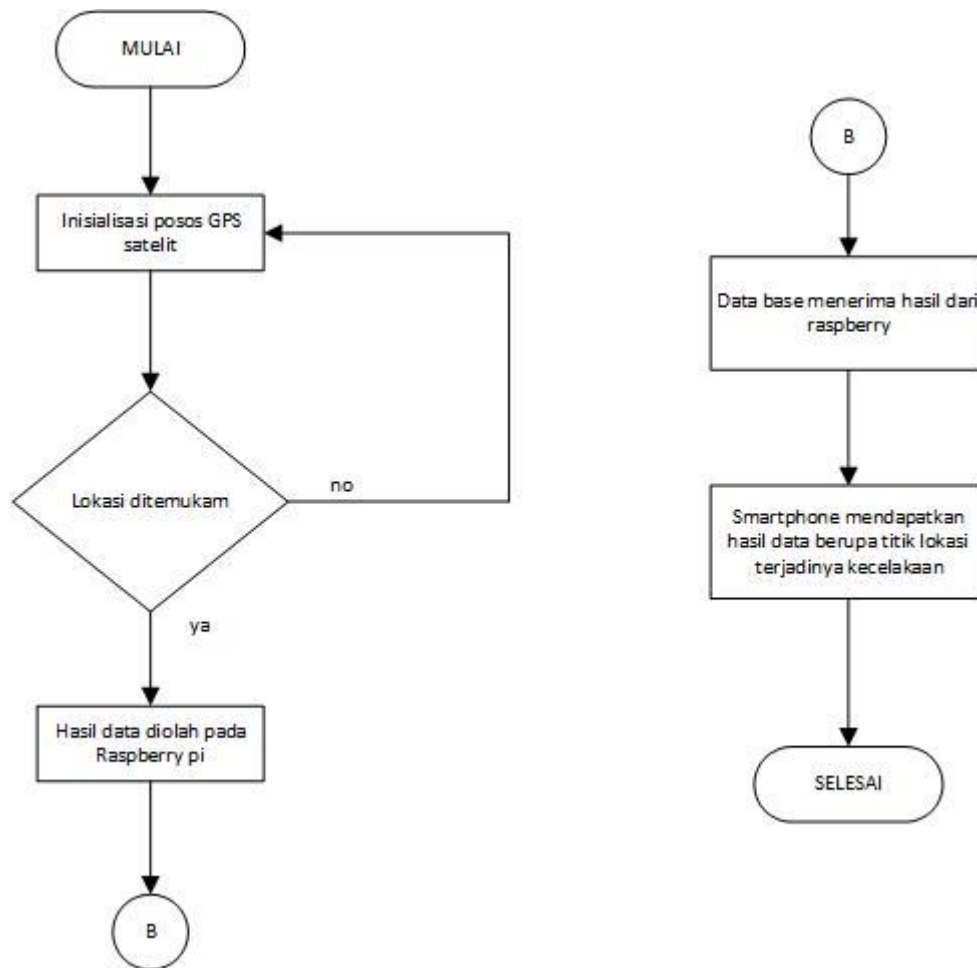 MULAI
Inisialisasi posos GPS
satelit
Lokasi ditemukam
no
ya
Hasil data diolah pada
Raspberry pi
B
B
Data base menerima hasil dari
raspberry
Smartphone mendapatkan
hasil data berupa titik lokasi
terjadinya kecelakaan
SELESAI